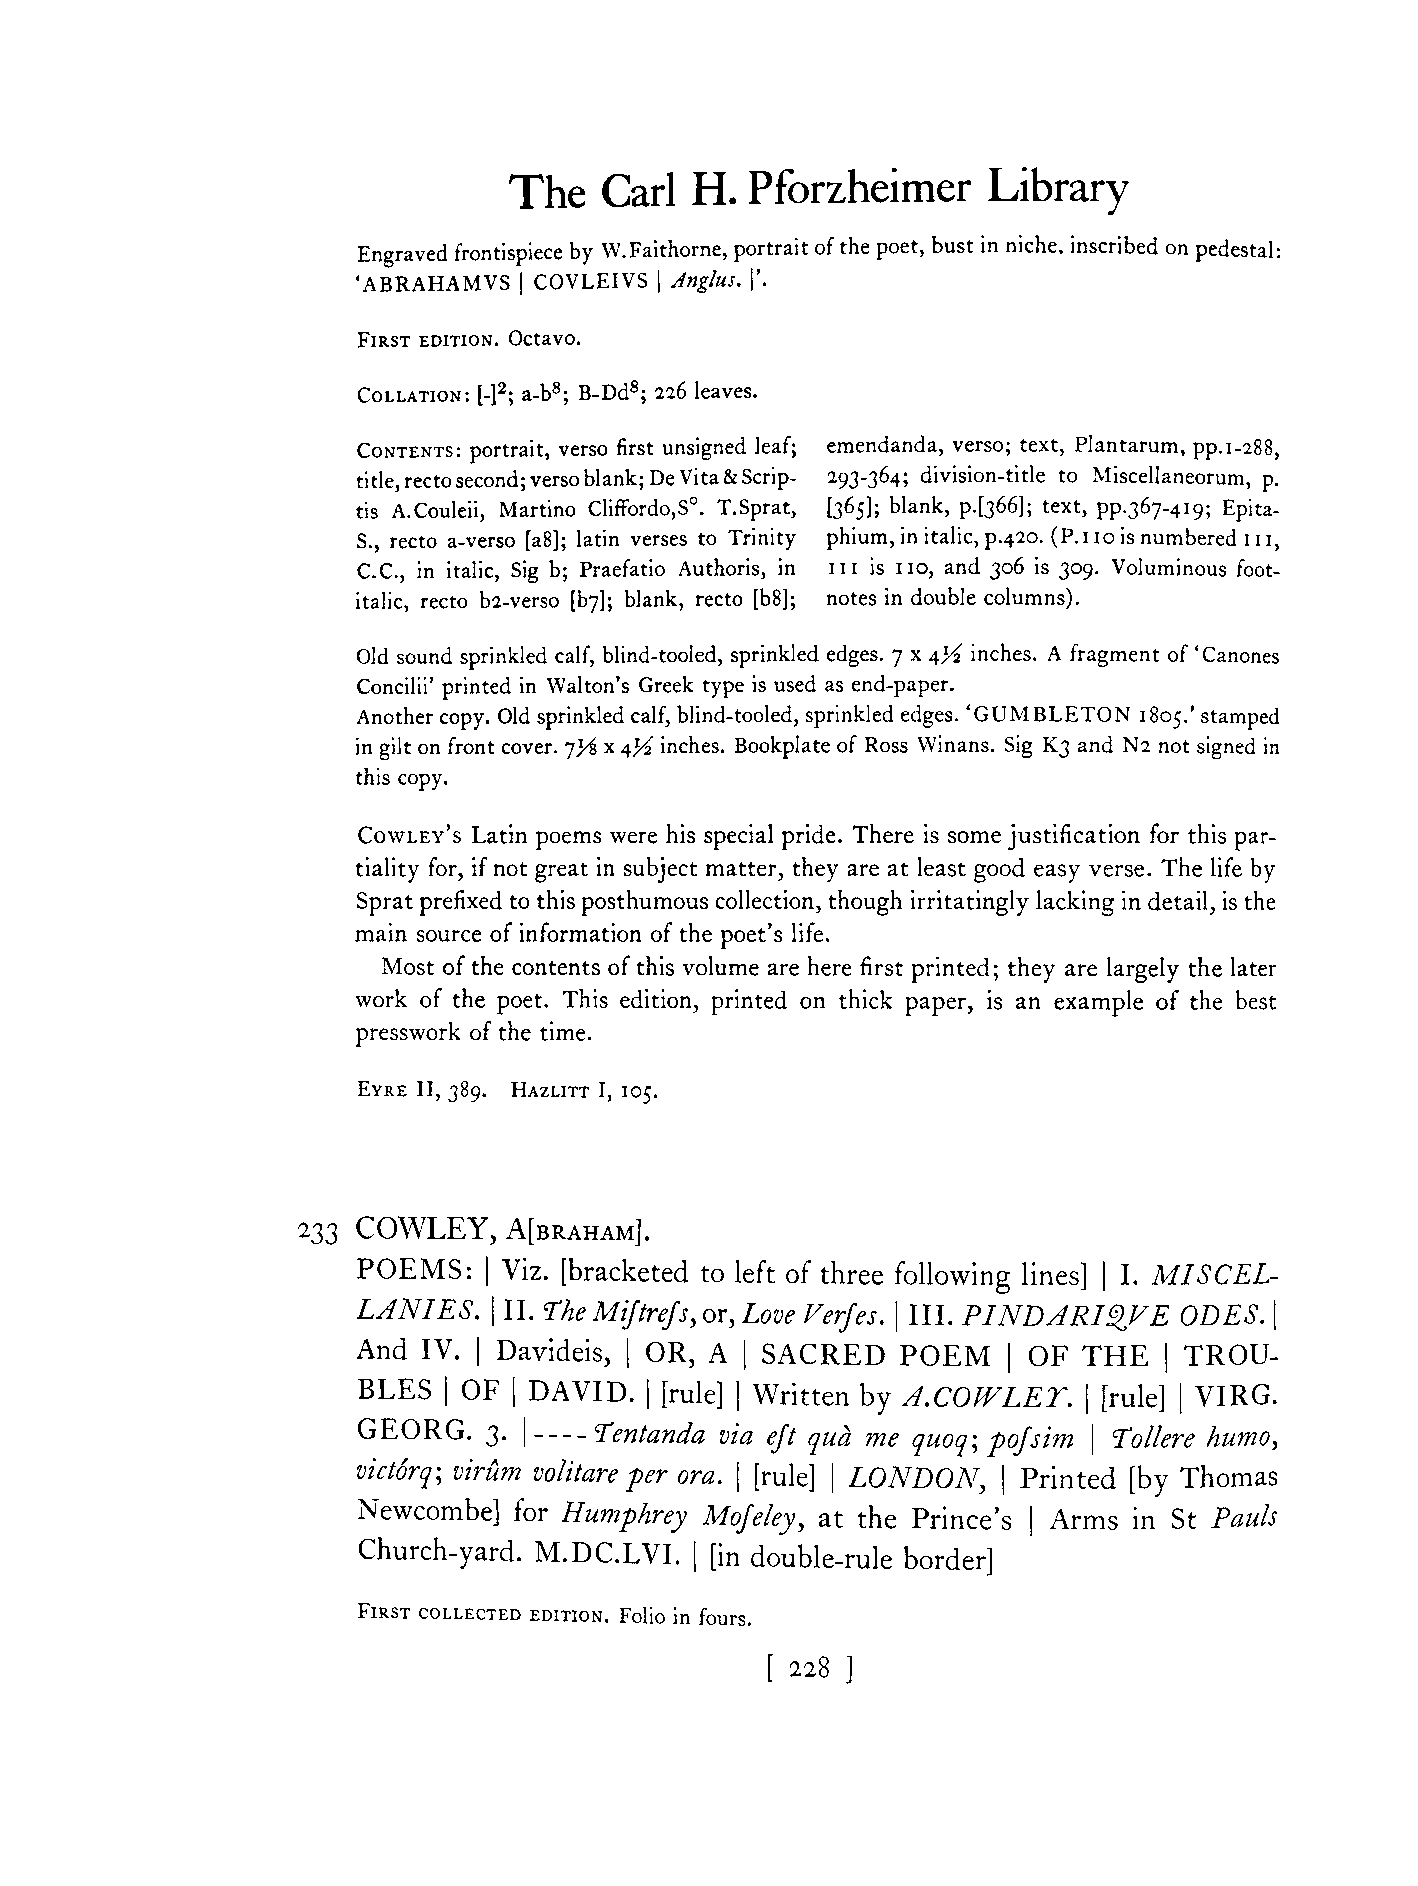 The Carl H. Pforzheimer Library
Engraved frontispiece by W.Faithorne, portrait of the poet, bust in niche, inscribed on pedestal:
‘ABRAHAMVS | COVLEIVS | Anglus. |’.
FIRST EDITION. Octavo.
COLLATION: [-]²; a-b⁸; B-Dd⁸; 226 leaves.
CONTENTS: portrait, verso first unsigned leaf;
title, recto second; verso blank; De Vita & Scrip-
tis A.Couleii, Martino Cliffordo,S°. T.Sprat,
S., recto a-verso [a8]; latin verses to Trinity
C.C., in italic, Sig b; Praefatio Authoris, in
italic, recto b2-verso [b7]; blank, recto [b8];
emendanda, verso; text, Plantarum, pp.1-288,
293-364; division-title to Miscellaneorum, p.
[365]; blank, p.[366]; text, pp.367-419; Epita-
phium, in italic, p.420. (P.110 is numbered 111,
111 is 110, and 306 is 309. Voluminous foot-
notes in double columns).
Old sound sprinkled calf, blind-tooled, sprinkled edges. 7 x 4½ inches. A fragment of ‘Canones
Concilii’ printed in Walton’s Greek type is used as end-paper.
Another copy. Old sprinkled calf, blind-tooled, sprinkled edges. ‘GUMBLETON 1805.’ stamped
in gilt on front cover. 7⅛ x 4½ inches. Bookplate of Ross Winans. Sig K3 and N2 not signed in
this copy.
COWLEY’S Latin poems were his special pride. There is some justification for this par-
tiality for, if not great in subject matter, they are at least good easy verse. The life by
Sprat prefixed to this posthumous collection, though irritatingly lacking in detail, is the
main source of information of the poet’s life.
Most of the contents of this volume are here first printed; they are largely the later
work of the poet. This edition, printed on thick paper, is an example of the best
presswork of the time.
EYRE II, 389. HAZLITT I, 105.
233 COWLEY, A[BRAHAM].
POEMS: | Viz. [bracketed to left of three following lines] | I. MISCEL-
LANIES. | II. The Miſtreſs, or, Love Verſes. | III. PINDARIQVE ODES. |
And IV. | Davideis, | OR, A | SACRED POEM | OF THE | TROU-
BLES | OF | DAVID. | [rule] | Written by A.COWLEY. | [rule] | VIRG.
GEORG. 3. | ---- Tentanda via eſt quà me quoq; poſsim | Tollere humo,
victórq; virûm volitare per ora. | [rule] | LONDON, | Printed [by Thomas
Newcombe] for Humphrey Moſeley, at the Prince’s | Arms in St Pauls
Church-yard. M.DC.LVI. | [in double-rule border]
FIRST COLLECTED EDITION. Folio in fours.
[ 228 ]